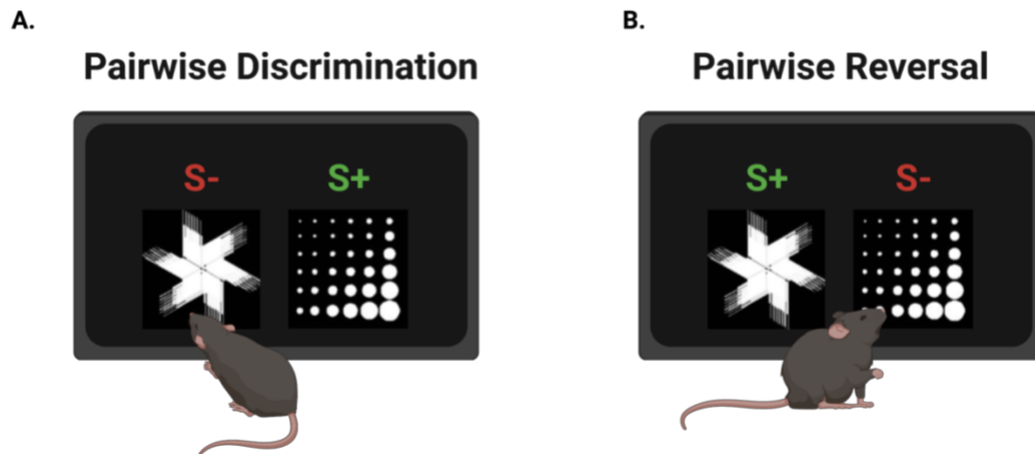 A.
Pairwise Discrimination
S- S+
B.
Pairwise Reversal
S+ S-